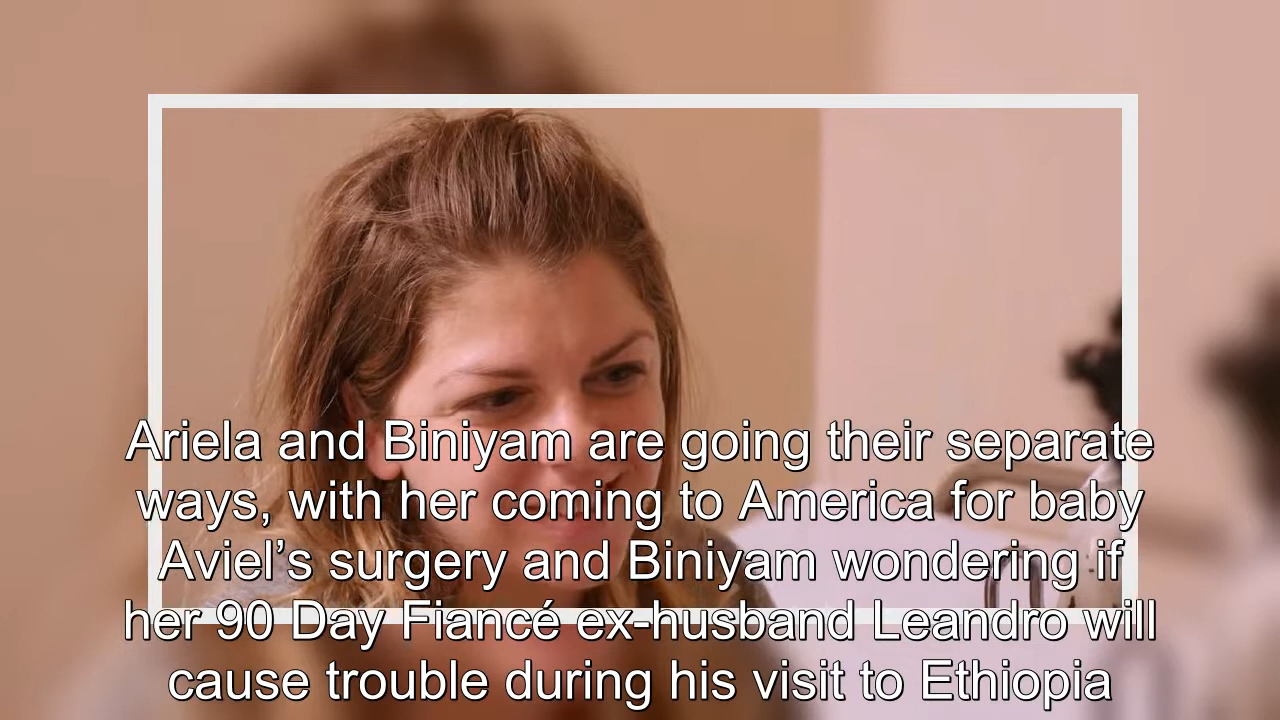 Ariela and Biniyam are going their separate
ways, with her coming to America for baby
Aviel’s surgery and Biniyam wondering if
her 90 Day Fiancé ex-husband Leandro will
cause trouble during his visit to Ethiopia